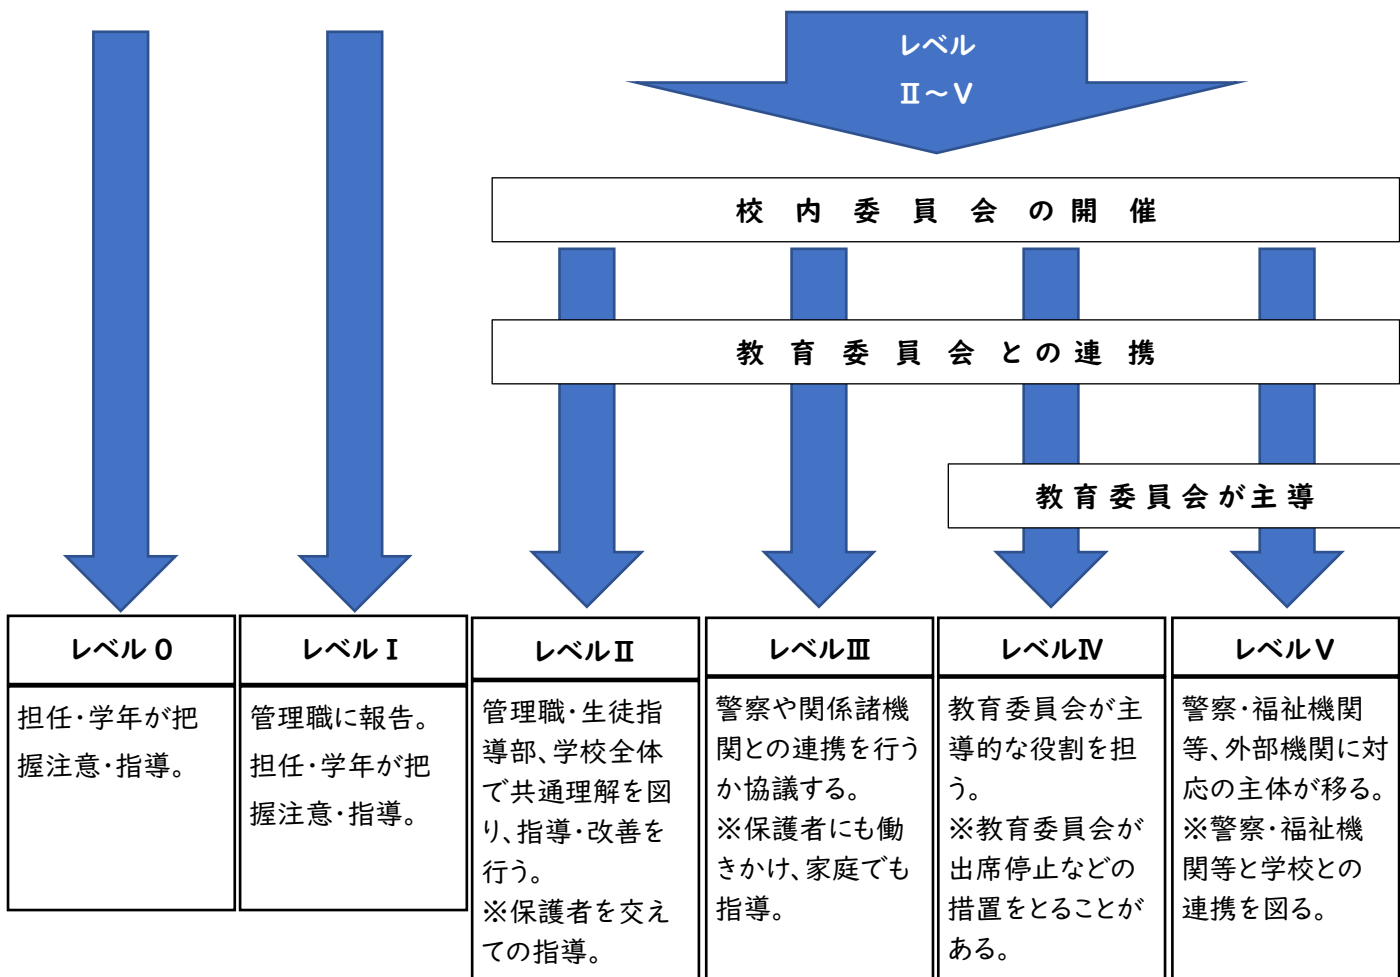 レベル
Ⅱ～Ⅴ
校内委員会の開催
教育委員会との連携
教育委員会が主導
レベル０
担任・学年が把
握注意・指導。
レベルⅠ
管理職に報告。
担任・学年が把
握注意・指導。
レベルⅡ
管理職・生徒指
導部、学校全体
で共通理解を図
り、指導・改善を
行う。
※保護者を交え
ての指導。
レベルⅢ
警察や関係諸機
関との連携を行う
か協議する。
※保護者にも働
きかけ、家庭でも
指導。
レベルⅣ
教育委員会が主
導的な役割を担
う。
※教育委員会が
出席停止などの
措置をとることが
ある。
レベルⅤ
警察・福祉機関
等、外部機関に対
応の主体が移る。
※警察・福祉機
関等と学校との
連携を図る。